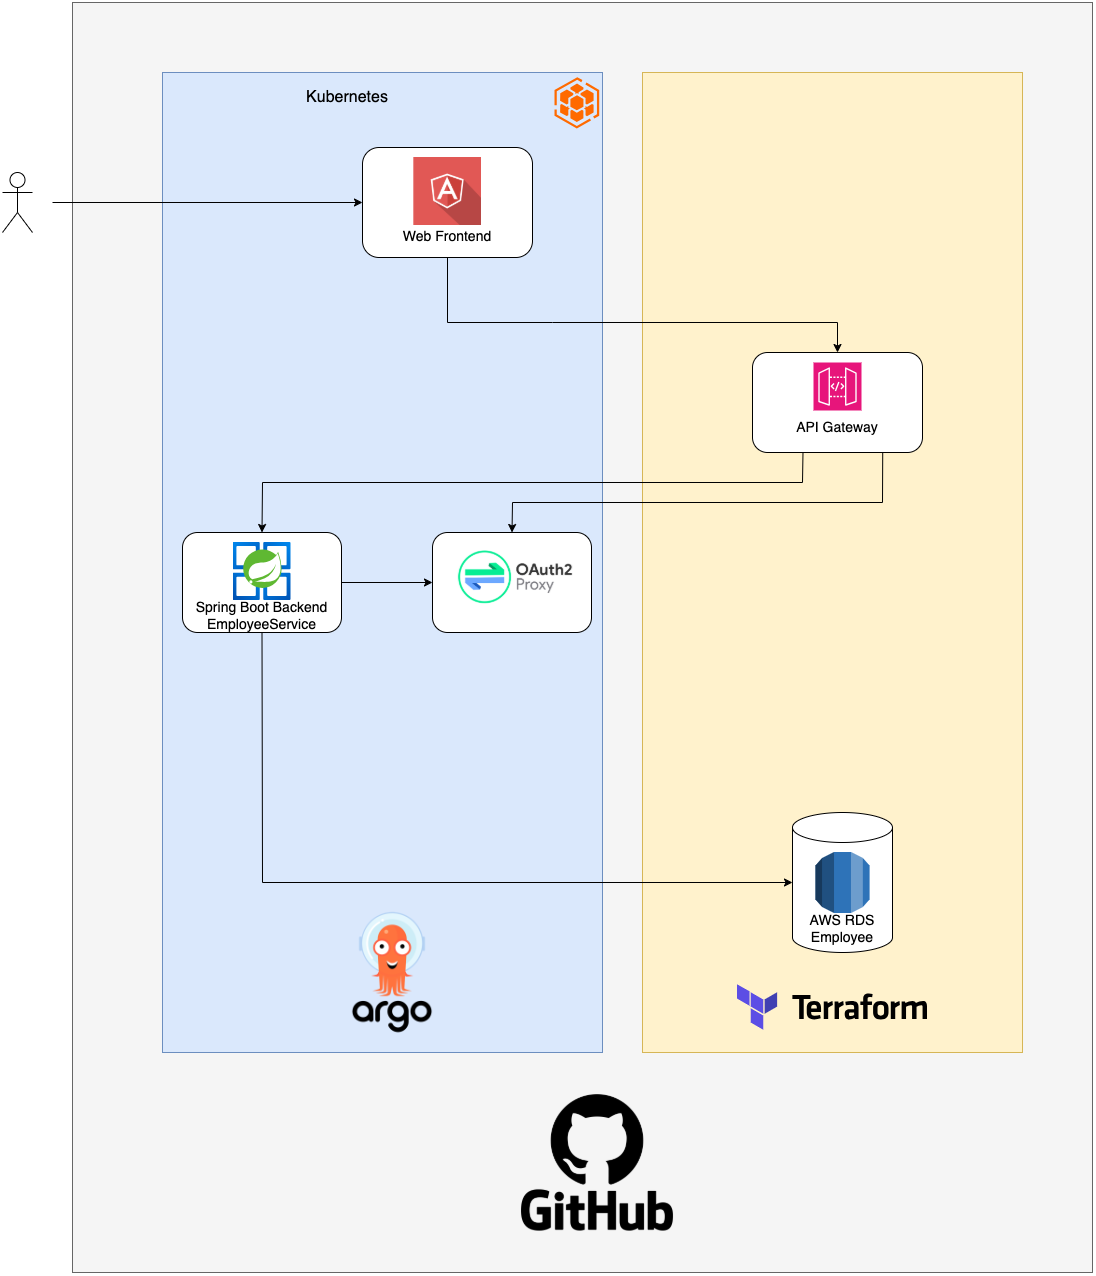 Kubernetes
Web Frontend
API Gateway
Spring Boot Backend
EmployeeService
OAuth2
Proxy
AWS RDS
Employee
argo
Terraform
GitHub